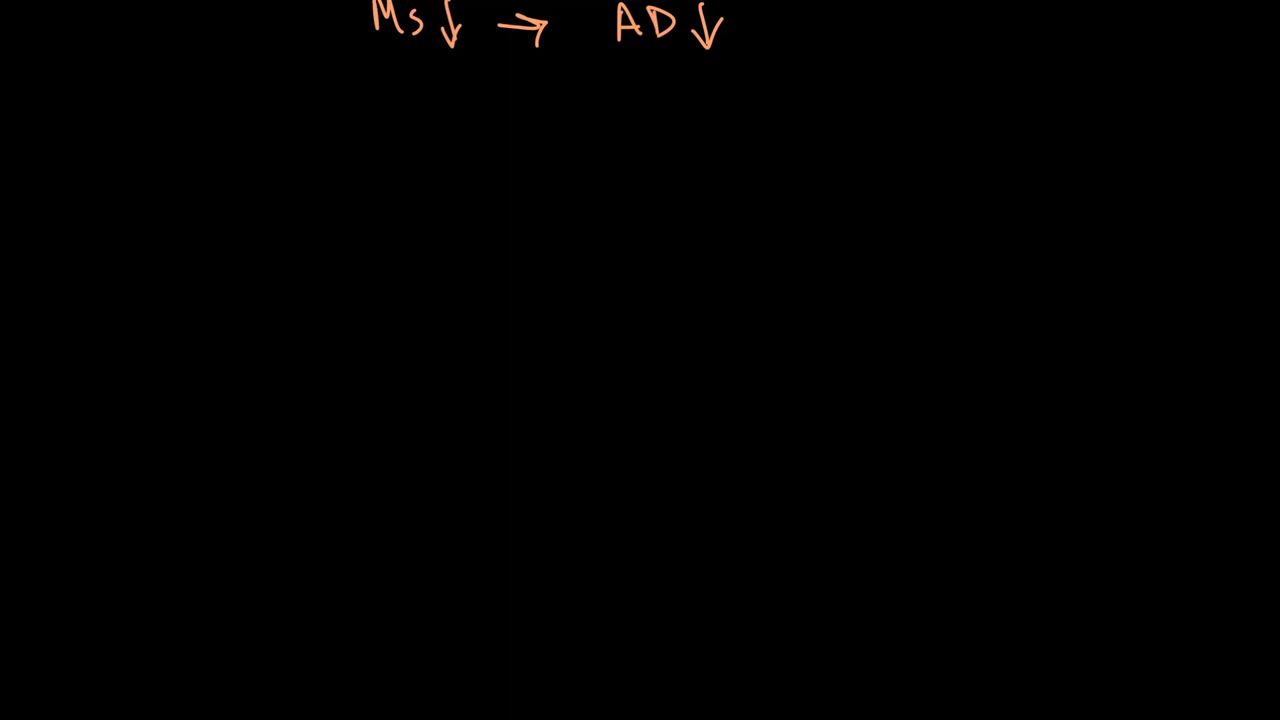 Ms ↓ → AD ↓